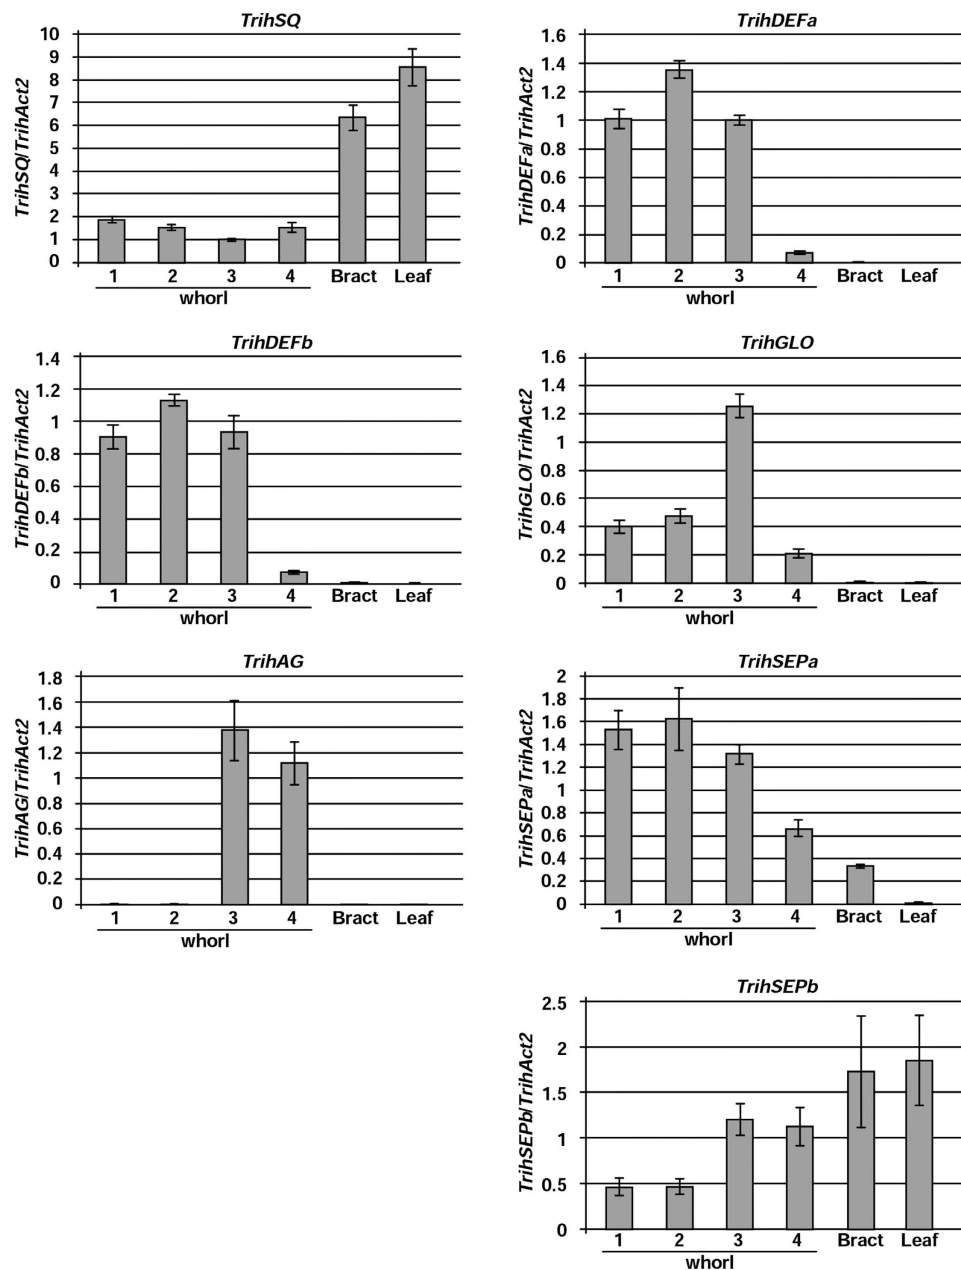 TrihSQ
TrihSQ/TrihAct2
10
9
8
7
6
5
4
3
2
1
0
1 2 3 4 Bract Leaf
whorl
TrihDEFa
TrihDEFa/TrihAct2
1.6
1.4
1.2
1
0.8
0.6
0.4
0.2
0
1 2 3 4 Bract Leaf
whorl
TrihDEFb
TrihDEFb/TrihAct2
1.4
1.2
1
0.8
0.6
0.4
0.2
0
1 2 3 4 Bract Leaf
whorl
TrihGLO
TrihGLO/TrihAct2
1.6
1.4
1.2
1
0.8
0.6
0.4
0.2
0
1 2 3 4 Bract Leaf
whorl
TrihAG
TrihAG/TrihAct2
1.8
1.6
1.4
1.2
1
0.8
0.6
0.4
0.2
0
1 2 3 4 Bract Leaf
whorl
TrihSEPa
TrihSEPa/TrihAct2
2
1.8
1.6
1.4
1.2
1
0.8
0.6
0.4
0.2
0
1 2 3 4 Bract Leaf
whorl
TrihSEPb
TrihSEPb/TrihAct2
2.5
2
1.5
1
0.5
0
1 2 3 4 Bract Leaf
whorl